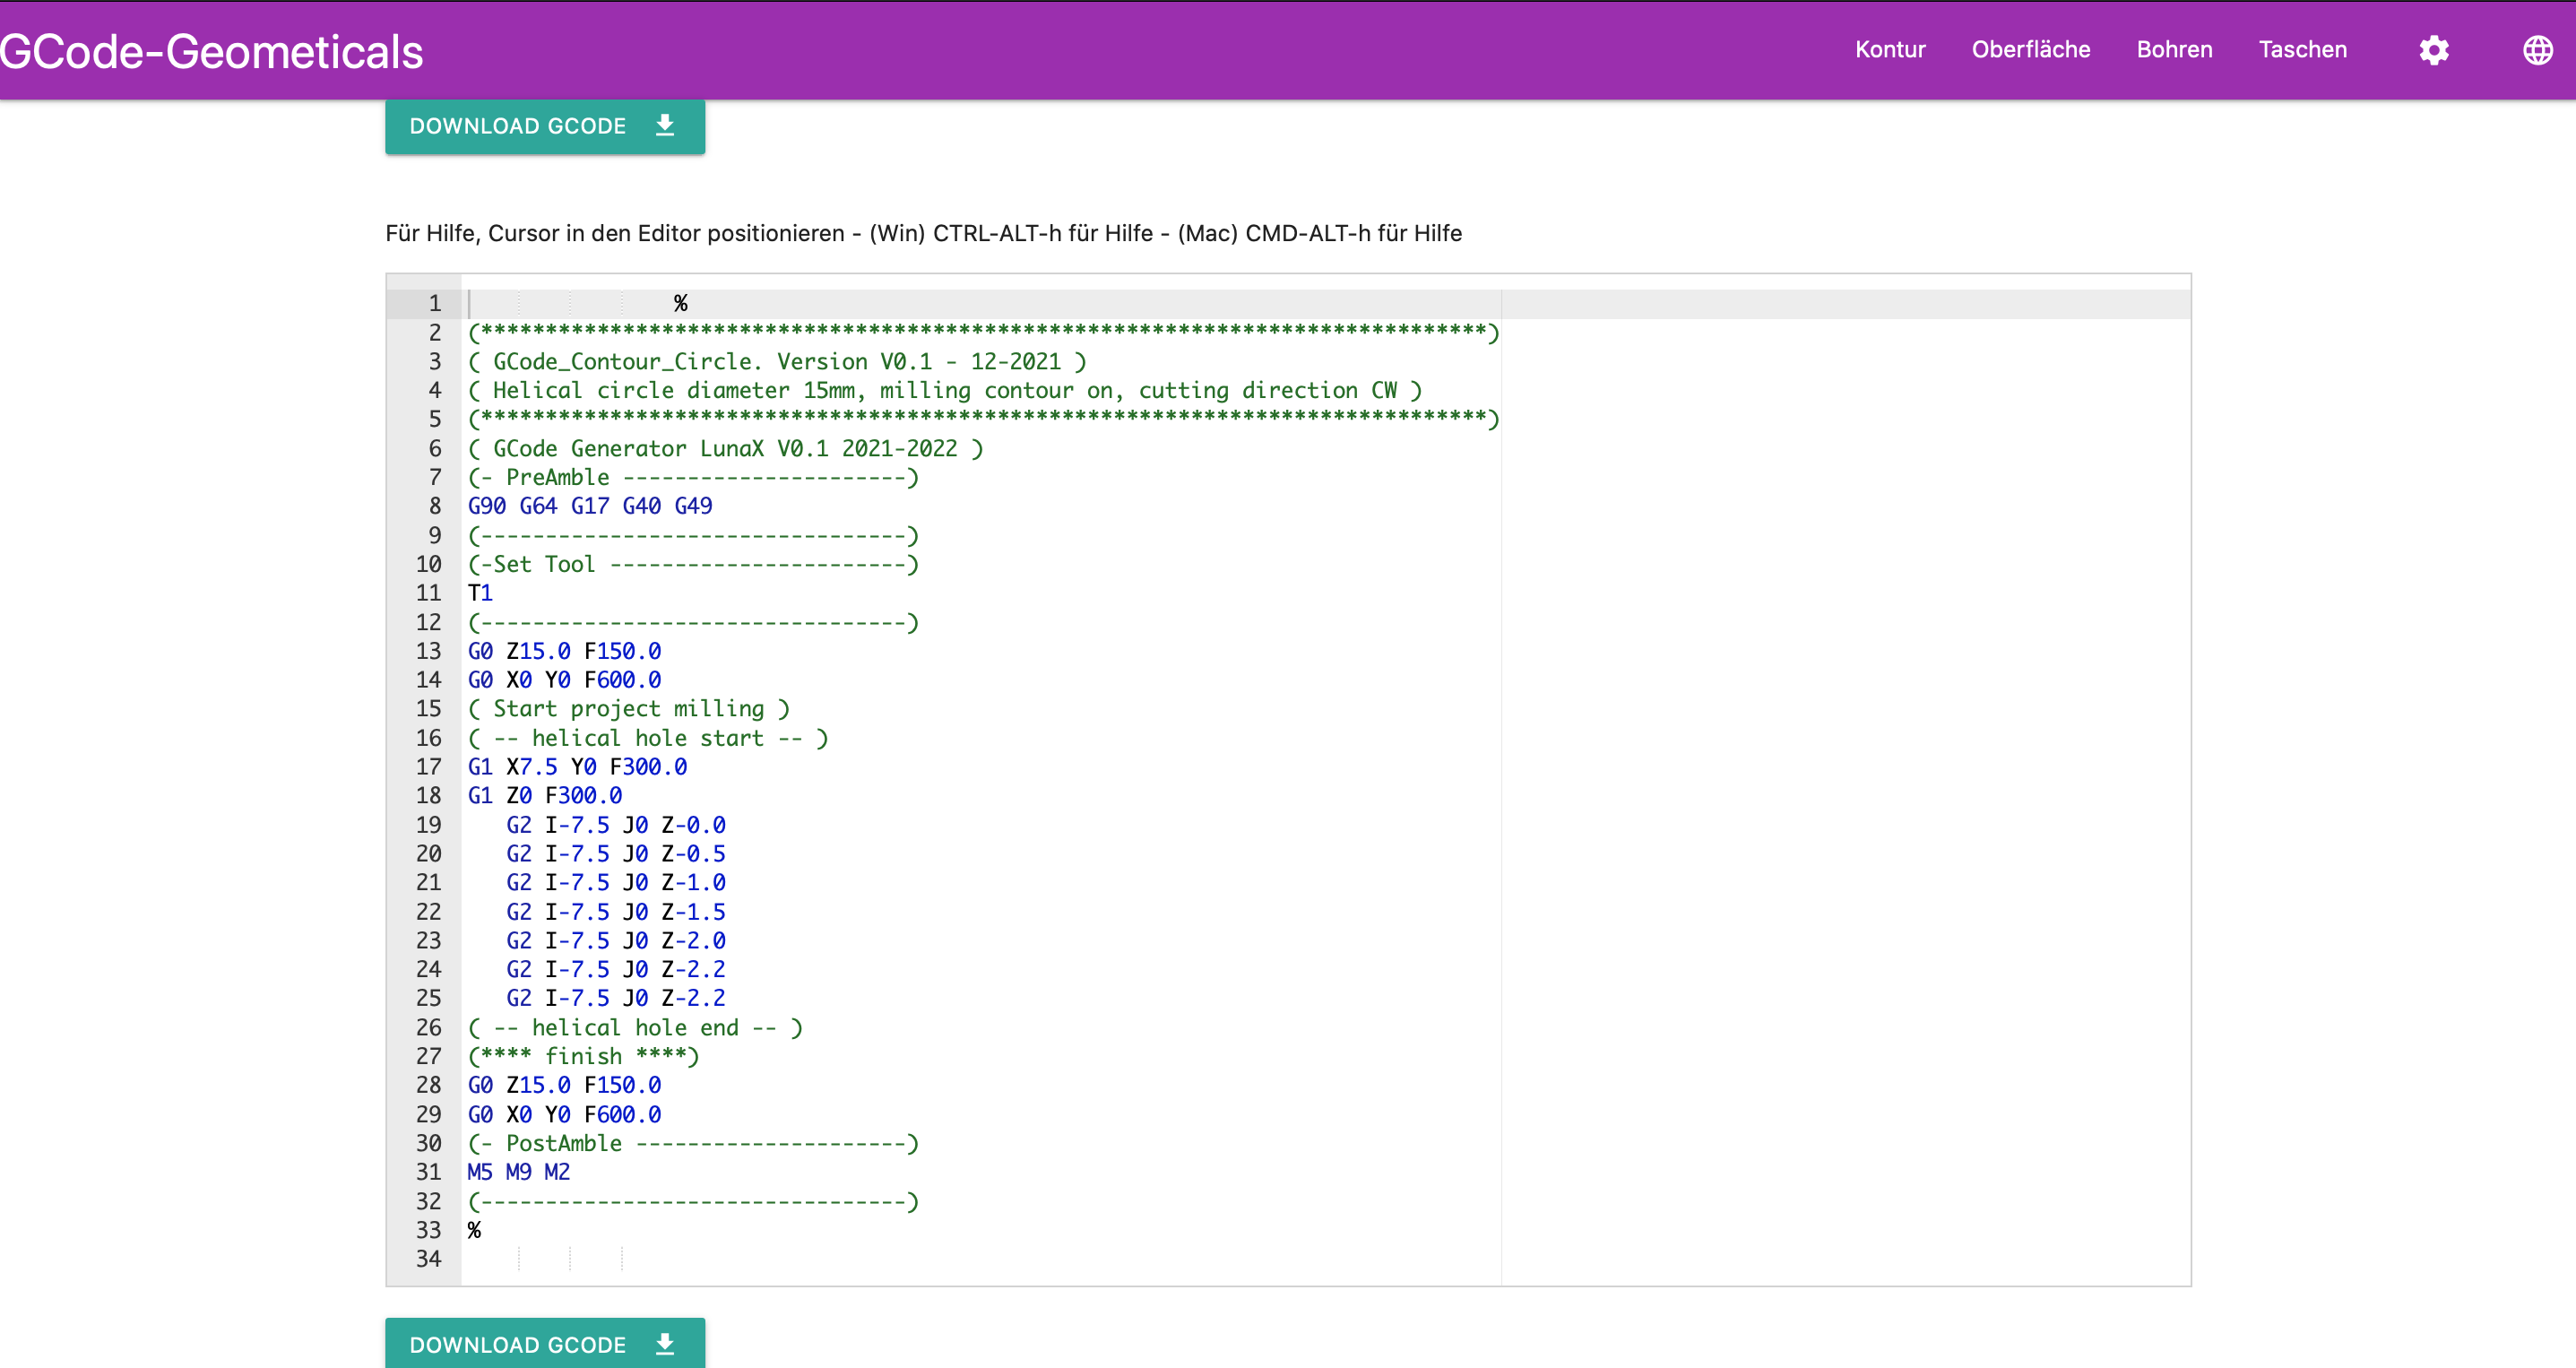 GCode-Geometicals
Kontur Oberfläche Bohren Taschen
DOWNLOAD GCODE
Für Hilfe, Cursor in den Editor positionieren - (Win) CTRL-ALT-h für Hilfe - (Mac) CMD-ALT-h für Hilfe
1 %
2 (******************************************************************************)
3 ( GCode_Contour_Circle. Version V0.1 - 12-2021 )
4 ( Helical circle diameter 15mm, milling contour on, cutting direction CW )
5 (******************************************************************************)
6 ( GCode Generator LunaX V0.1 2021-2022 )
7 (- PreAmble ----------------------)
8 G90 G64 G17 G40 G49
9 (---------------------------------)
10 (-Set Tool -----------------------)
11 T1
12 (---------------------------------)
13 G0 Z15.0 F150.0
14 G0 X0 Y0 F600.0
15 ( Start project milling )
16 ( -- helical hole start -- )
17 G1 X7.5 Y0 F300.0
18 G1 Z0 F300.0
19 G2 I-7.5 J0 Z-0.0
20 G2 I-7.5 J0 Z-0.5
21 G2 I-7.5 J0 Z-1.0
22 G2 I-7.5 J0 Z-1.5
23 G2 I-7.5 J0 Z-2.0
24 G2 I-7.5 J0 Z-2.2
25 G2 I-7.5 J0 Z-2.2
26 ( -- helical hole end -- )
27 (**** finish ****)
28 G0 Z15.0 F150.0
29 G0 X0 Y0 F600.0
30 (- PostAmble ---------------------)
31 M5 M9 M2
32 (---------------------------------)
33 %
34
DOWNLOAD GCODE